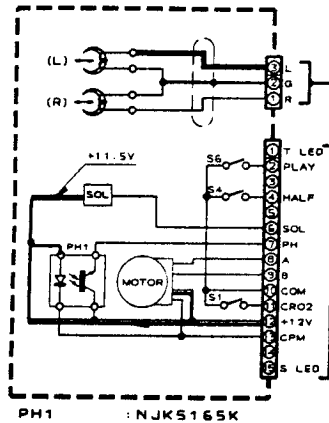 (L)
③ L
② G
(R)
① R
+11.5V
SOL
S6
S4
PH1
MOTOR
S1
① T LED
② PLAY
③
④ HALF
⑤
⑥ SOL
⑦ PH
⑧ A
⑨ B
⑩ COM
⑪ CRO2
⑫ +12V
⑬ CPM
⑭
⑮ S LED
PH1 : NJK5165K